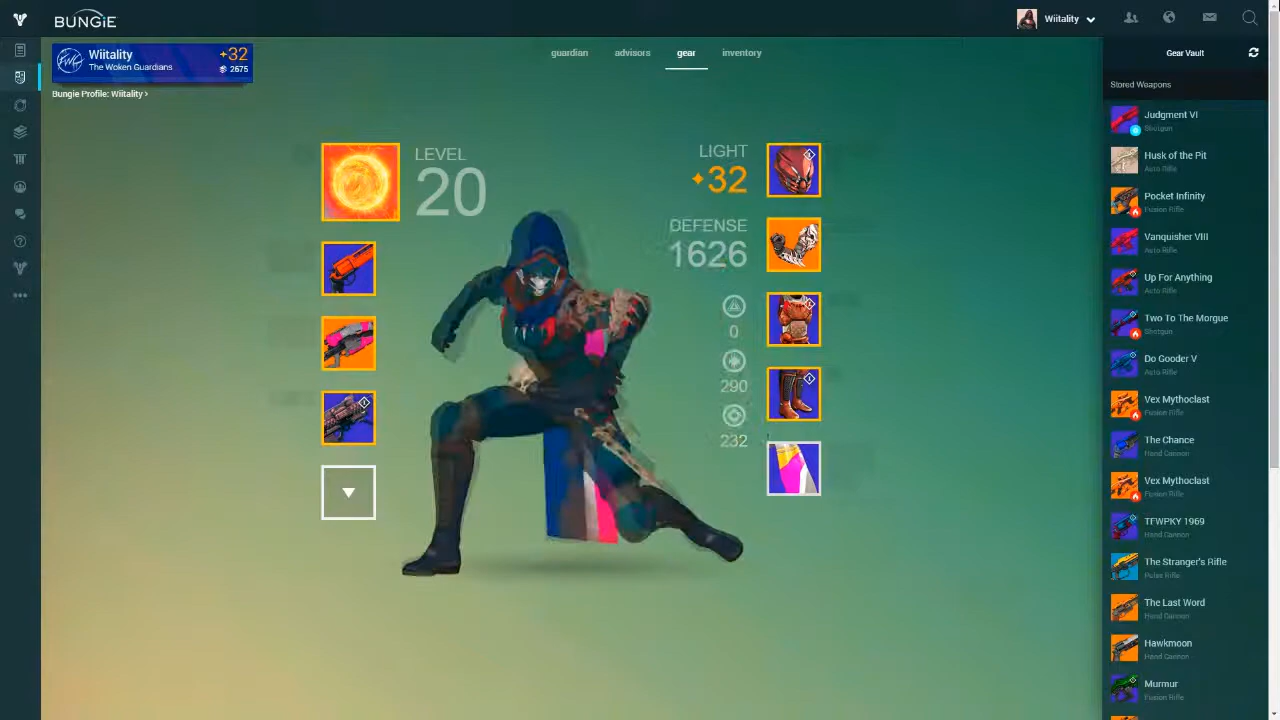 BUNGiE
Wiitality
Wiitality
The Woken Guardians
+32
2675
Bungie Profile: Wiitality ›
guardian
advisors
gear
inventory
LEVEL
20
LIGHT
+32
DEFENSE
1626
0
290
232
Gear Vault
Stored Weapons
Judgment VI
Shotgun
Husk of the Pit
Auto Rifle
Pocket Infinity
Fusion Rifle
Vanquisher VIII
Auto Rifle
Up For Anything
Auto Rifle
Two To The Morgue
Shotgun
Do Gooder V
Auto Rifle
Vex Mythoclast
Fusion Rifle
The Chance
Hand Cannon
Vex Mythoclast
Fusion Rifle
TFWPKY 1969
Hand Cannon
The Stranger's Rifle
Pulse Rifle
The Last Word
Hand Cannon
Hawkmoon
Hand Cannon
Murmur
Fusion Rifle